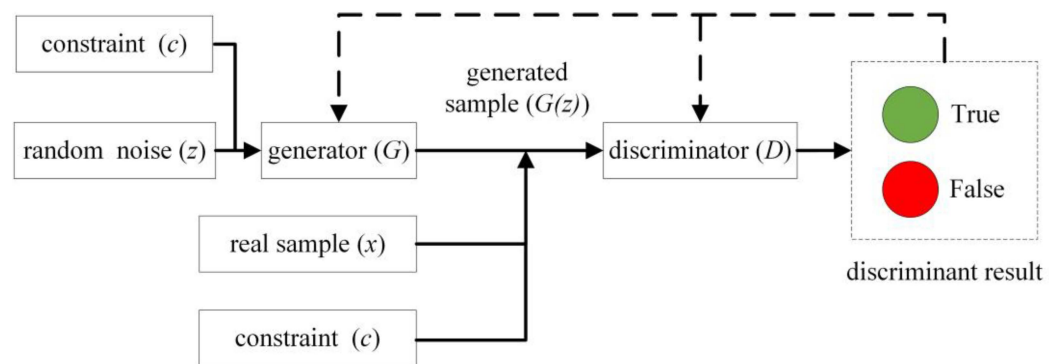 constraint (c)
generated
sample (G(z))
True
random noise (z)
generator (G)
discriminator (D)
False
real sample (x)
discriminant result
constraint (c)